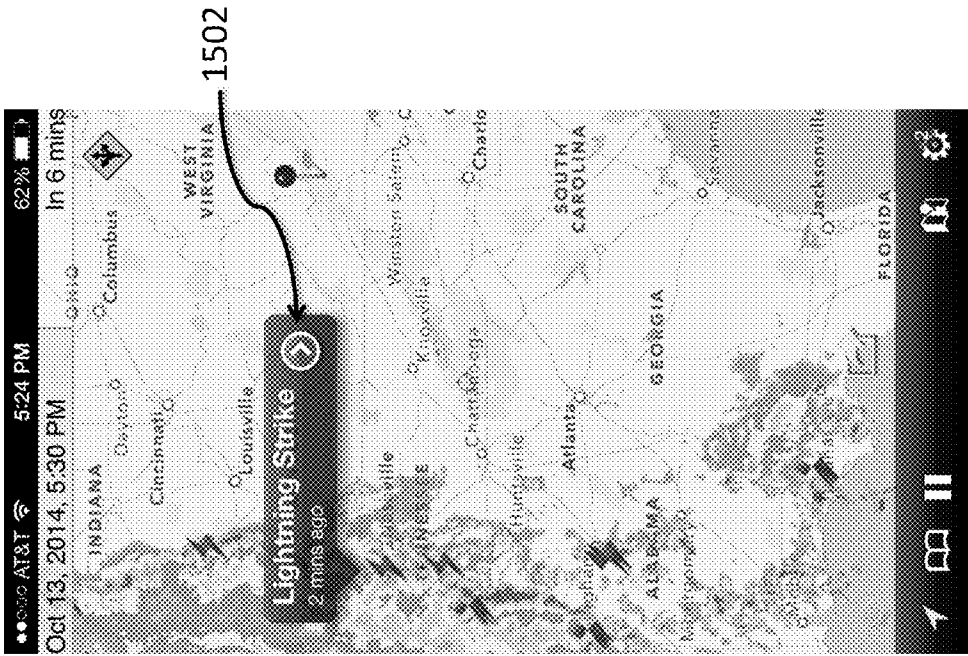 AT&T 5:24 PM 62%
Oct 13, 2014, 5:30 PM In 6 mins
OHIO
INDIANA
Dayton
Columbus
Cincinnati
WEST
VIRGINIA
1502
Louisville
Lightning Strike
2 mins ago
Winston Salem
Knoxville
Chattanooga
Huntsville
Atlanta
SOUTH
CAROLINA
GEORGIA
ALABAMA
Montgomery
Jacksonville
FLORIDA